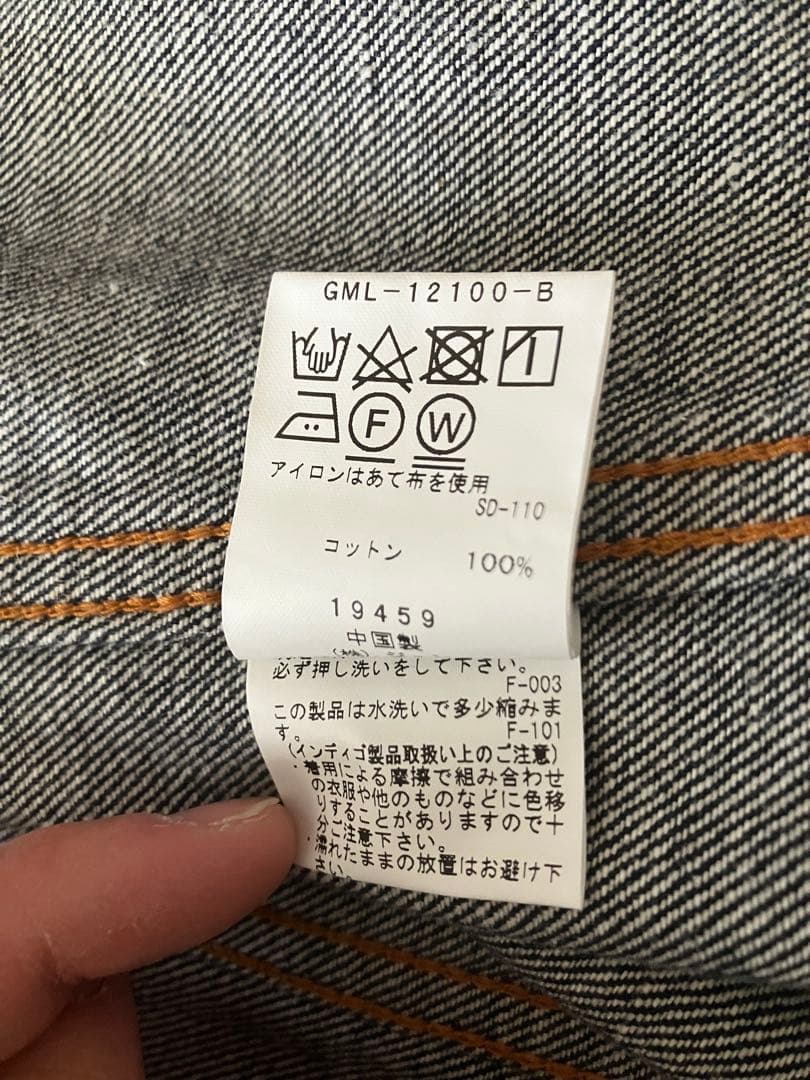 GML-12100-B
F W
アイロンはあて布を使用
SD-110
コットン 100%
19459
中国製
必ず押し洗いをして下さい。
F-003
この製品は水洗いで多少縮みま
す。 F-101
(インディゴ製品取扱い上のご注意)
・着用による摩擦で組み合わせ
の衣服や他のものなどに色移
りすることがありますので十
分ご注意下さい。
・濡れたままの放置はお避け下
さい。